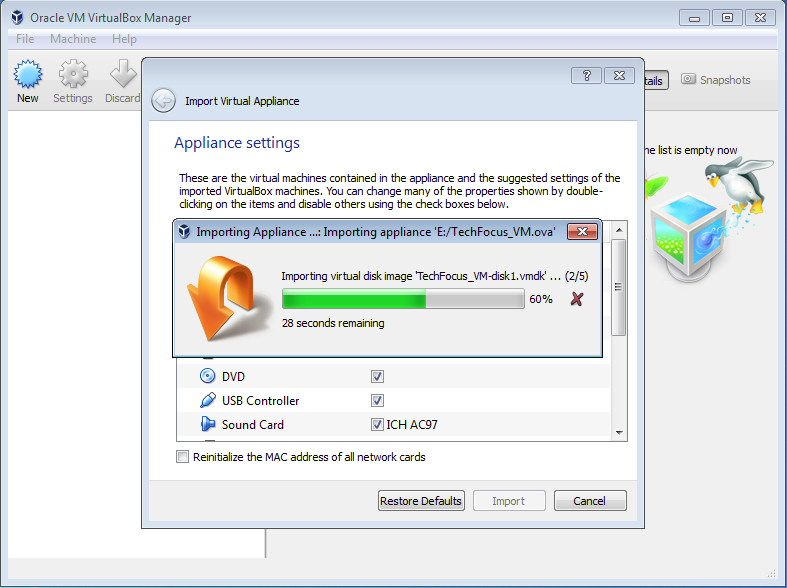 Oracle VM VirtualBox Manager
File Machine Help
New Settings Discard
tails Snapshots
Import Virtual Appliance
Appliance settings
he list is empty now
These are the virtual machines contained in the appliance and the suggested settings of the
imported VirtualBox machines. You can change many of the properties shown by double-
clicking on the items and disable others using the check boxes below.
Importing Appliance ...: Importing appliance 'E:/TechFocus_VM.ova'
Importing virtual disk image 'TechFocus_VM-disk1.vmdk' ... (2/5)
60%
28 seconds remaining
DVD
USB Controller
Sound Card ICH AC97
Reinitialize the MAC address of all network cards
Restore Defaults Import Cancel